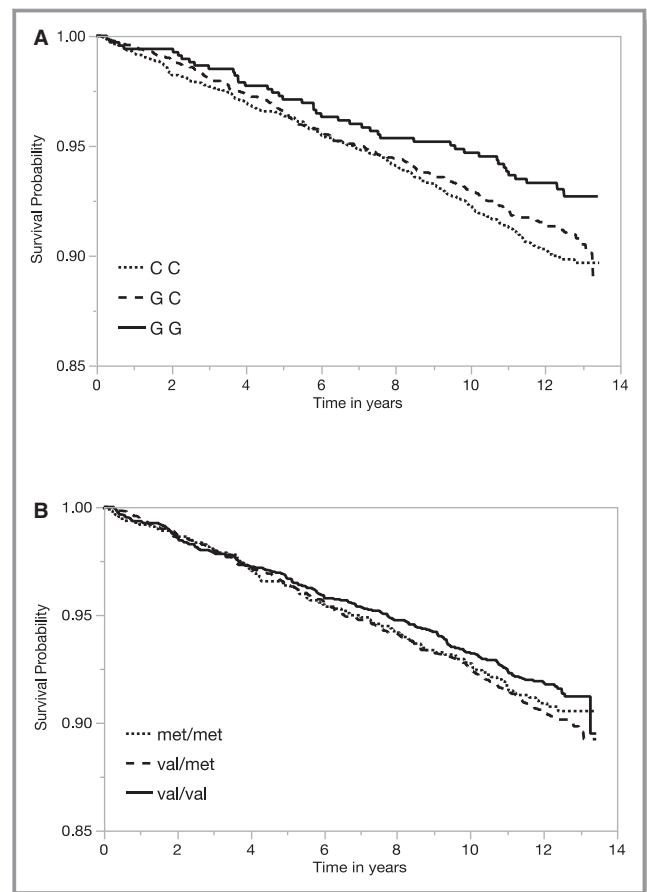 A
1.00
0.95
0.90
0.85
Survival Probability
C C
G C
G G
0 2 4 6 8 10 12 14
Time in years
B
1.00
0.95
0.90
0.85
Survival Probability
met/met
val/met
val/val
0 2 4 6 8 10 12 14
Time in years